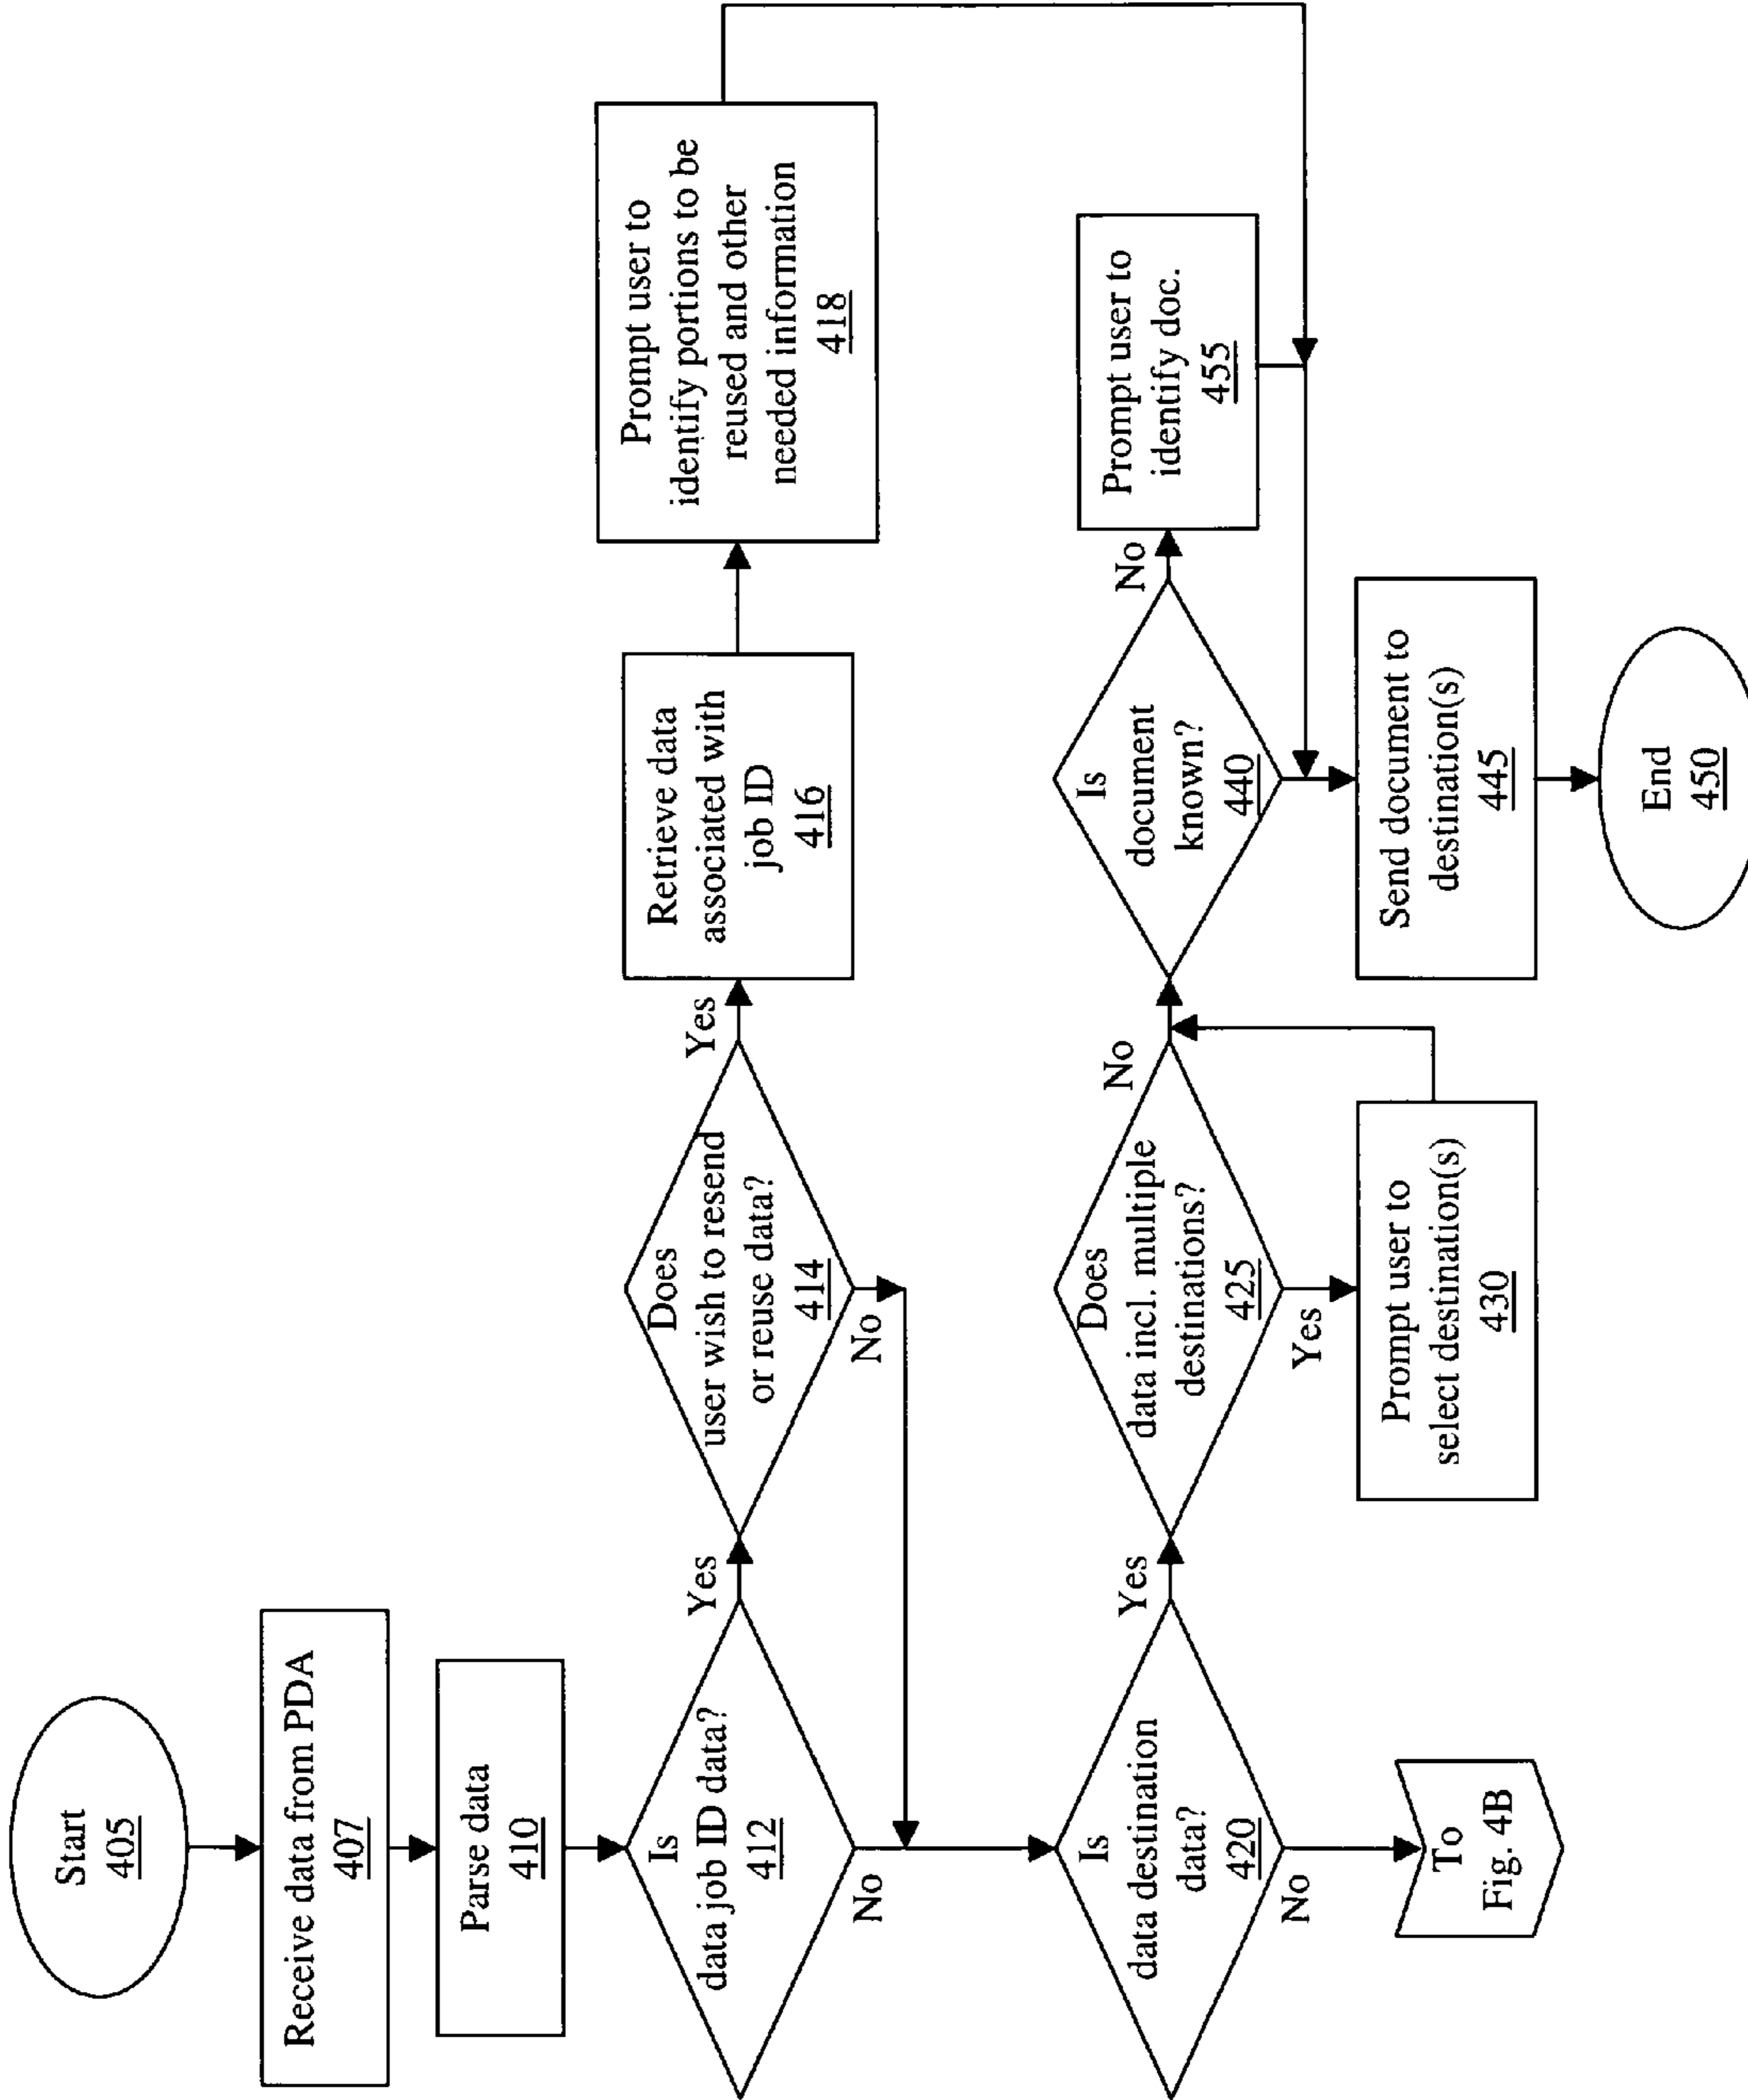 Start
405
Receive data from PDA
407
Parse data
410
Is
data job ID data?
412
Yes
No
Does
user wish to resend
or reuse data?
414
Yes
No
Retrieve data
associated with
job ID
416
Prompt user to
identify portions to be
reused and other
needed information
418
Is
data destination
data?
420
Yes
No
To
Fig. 4B
Does
data incl. multiple
destinations?
425
No
Yes
Prompt user to
select destination(s)
430
Is
document
known?
440
No
Prompt user to
identify doc.
455
Send document to
destination(s)
445
End
450